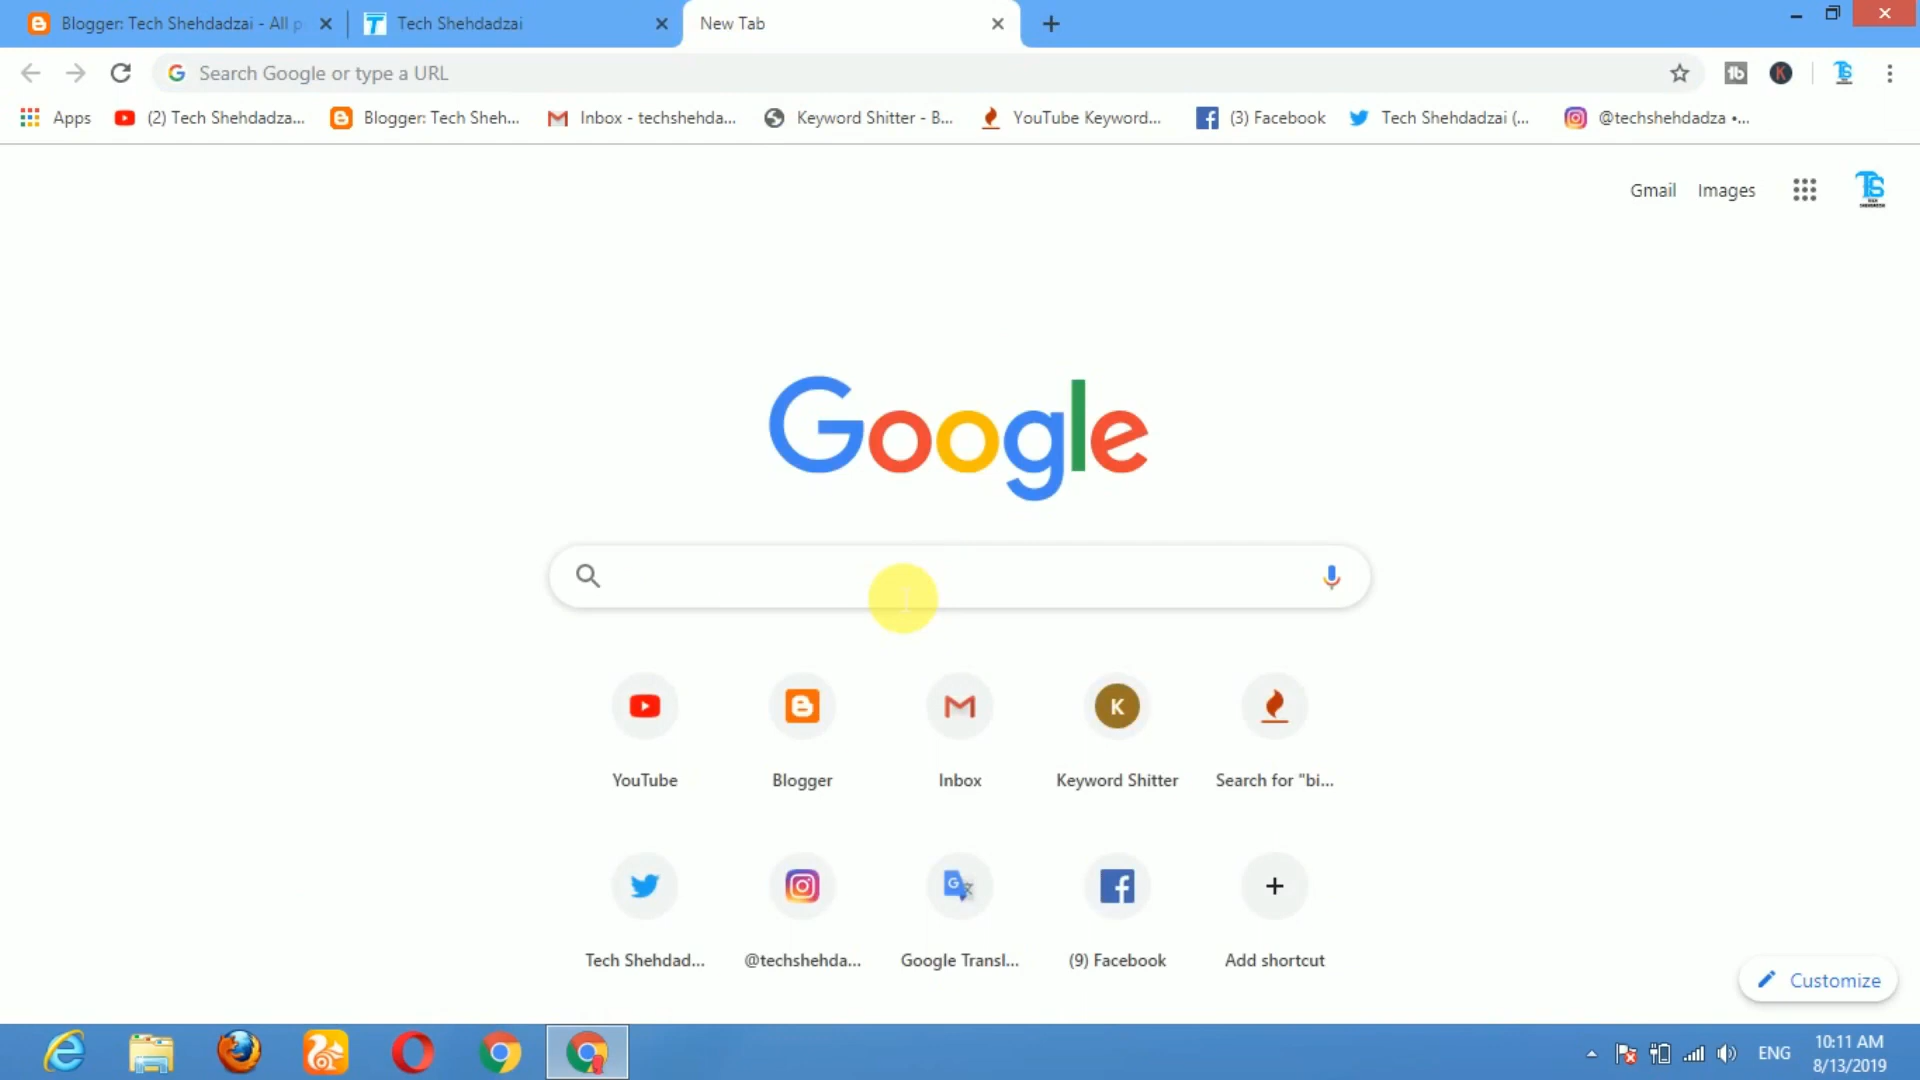 Blogger: Tech Shehdadzai - All p
Tech Shehdadzai
New Tab
Search Google or type a URL
Apps
(2) Tech Shehdadza...
Blogger: Tech Sheh...
Inbox - techshehda...
Keyword Shitter - B...
YouTube Keyword...
(3) Facebook
Tech Shehdadzai (...
@techshehdadza •...
Gmail
Images
Google
YouTube
Blogger
Inbox
K
Keyword Shitter
Search for "bi...
Tech Shehdad...
@techshehda...
Google Transl...
(9) Facebook
Add shortcut
Customize
ENG
10:11 AM
8/13/2019